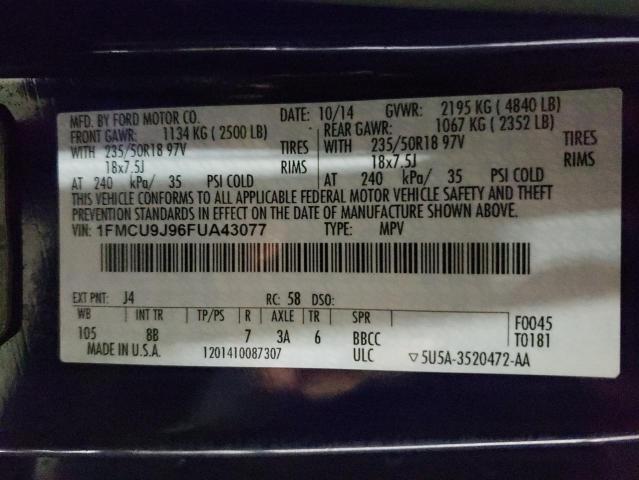 MFD. BY FORD MOTOR CO. DATE: 10/14 GVWR: 2195 KG ( 4840 LB)
FRONT GAWR: 1134 KG ( 2500 LB) REAR GAWR: 1067 KG ( 2352 LB)
WITH 235/50R18 97V TIRES WITH 235/50R18 97V TIRES
18x7.5J RIMS 18x7.5J RIMS
AT 240 kPa/ 35 PSI COLD AT 240 kPa/ 35 PSI COLD
THIS VEHICLE CONFORMS TO ALL APPLICABLE FEDERAL MOTOR VEHICLE SAFETY AND THEFT
PREVENTION STANDARDS IN EFFECT ON THE DATE OF MANUFACTURE SHOWN ABOVE.
VIN: 1FMCU9J96FUA43077 TYPE: MPV
EXT PNT: J4 RC: 58 DSO:
WB INT TR TP/PS R AXLE TR SPR F0045
105 8B 7 3A 6 BBCC T0181
MADE IN U.S.A. 1201410087307 ULC ▽5U5A-3520472-AA